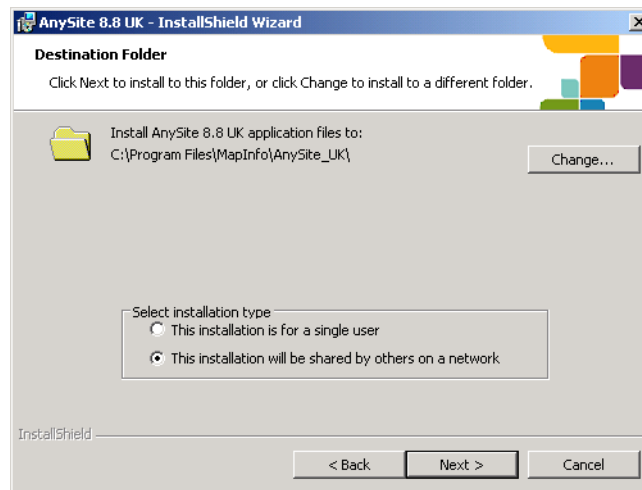 AnySite 8.8 UK - InstallShield Wizard
Destination Folder
Click Next to install to this folder, or click Change to install to a different folder.
Install AnySite 8.8 UK application files to:
C:\Program Files\MapInfo\AnySite_UK\
Change...
Select installation type
This installation is for a single user
This installation will be shared by others on a network
InstallShield
< Back
Next >
Cancel